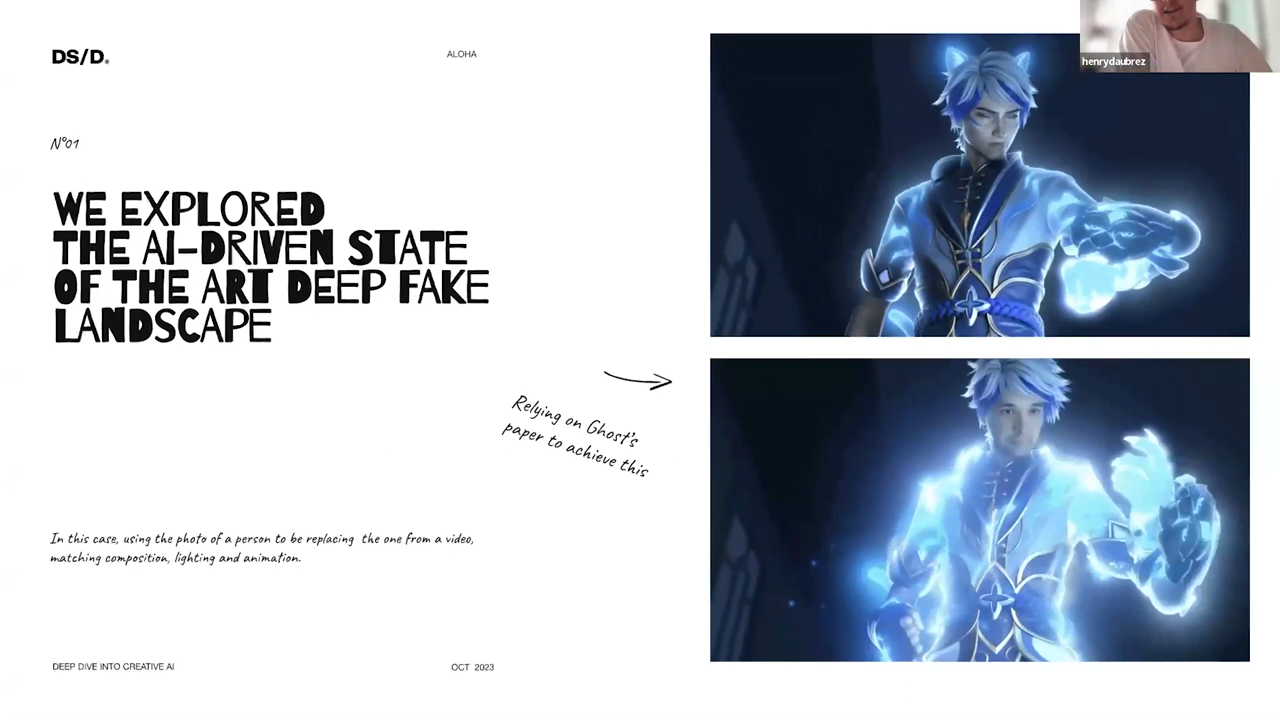 DS/D®
ALOHA
henrydaubrez
N°01
WE EXPLORED
THE AI-DRIVEN STATE
OF THE ART DEEP FAKE
LANDSCAPE
Relying on Ghost's
paper to achieve this
In this case, using the photo of a person to be replacing the one from a video,
matching composition, lighting and animation.
DEEP DIVE INTO CREATIVE AI
OCT 2023